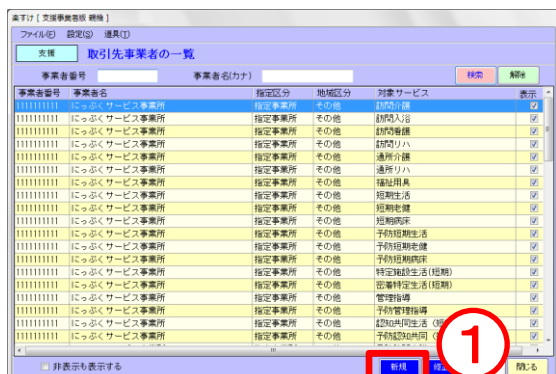 楽すけ [ 支援事業者版 親機 ]
ファイル(F) 設定(S) 道具(T)
支援 取引先事業者の一覧
事業者番号 事業者名(カナ) 検索 解除
事業者番号 事業者名 指定区分 地域区分 対象サービス 表示
1111111111 にっぷくサービス事業所 指定事業所 その他 訪問介護
1111111111 にっぷくサービス事業所 指定事業所 その他 訪問入浴
1111111111 にっぷくサービス事業所 指定事業所 その他 訪問看護
1111111111 にっぷくサービス事業所 指定事業所 その他 訪問リハ
1111111111 にっぷくサービス事業所 指定事業所 その他 通所介護
1111111111 にっぷくサービス事業所 指定事業所 その他 通所リハ
1111111111 にっぷくサービス事業所 指定事業所 その他 福祉用具
1111111111 にっぷくサービス事業所 指定事業所 その他 短期生活
1111111111 にっぷくサービス事業所 指定事業所 その他 短期老健
1111111111 にっぷくサービス事業所 指定事業所 その他 短期病床
1111111111 にっぷくサービス事業所 指定事業所 その他 予防短期生活
1111111111 にっぷくサービス事業所 指定事業所 その他 予防短期老健
1111111111 にっぷくサービス事業所 指定事業所 その他 予防短期病床
1111111111 にっぷくサービス事業所 指定事業所 その他 特定施設生活(短期)
1111111111 にっぷくサービス事業所 指定事業所 その他 密着特定生活(短期)
1111111111 にっぷくサービス事業所 指定事業所 その他 管理指導
1111111111 にっぷくサービス事業所 指定事業所 その他 予防管理指導
1111111111 にっぷくサービス事業所 指定事業所 その他 認知共同生活
1111111111 にっぷくサービス事業所 指定事業所 その他 予防認知共同
1
非表示も表示する 新規 閉じる